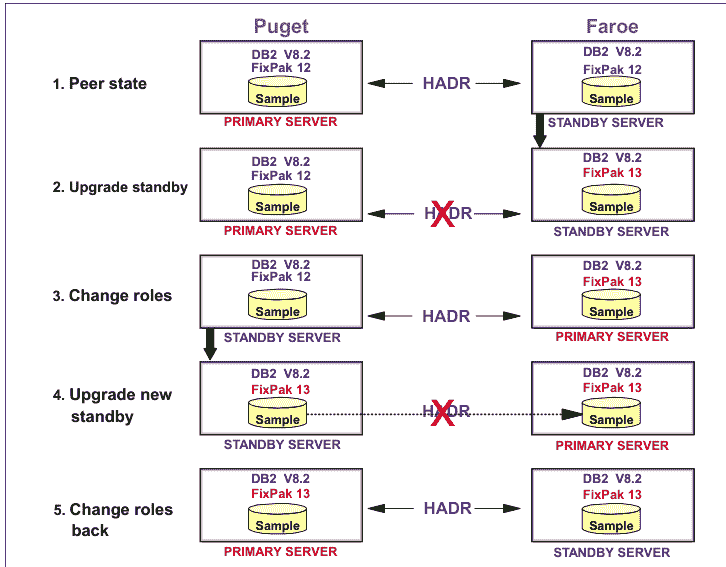 Puget Faroe
DB2 V8.2 DB2 V8.2
FixPak 12 FixPak 12
1. Peer state HADR
Sample Sample
PRIMARY SERVER STANDBY SERVER
DB2 V8.2 DB2 V8.2
FixPak 12 FixPak 13
2. Upgrade standby
Sample HADR Sample
PRIMARY SERVER STANDBY SERVER
DB2 V8.2 DB2 V8.2
FixPak 12 FixPak 13
3. Change roles
Sample HADR Sample
STANDBY SERVER PRIMARY SERVER
DB2 V8.2 DB2 V8.2
FixPak 13 FixPak 13
4. Upgrade new
standby Sample HADR Sample
STANDBY SERVER PRIMARY SERVER
DB2 V8.2 DB2 V8.2
FixPak 13 FixPak 13
5. Change roles HADR
back Sample Sample
PRIMARY SERVER STANDBY SERVER